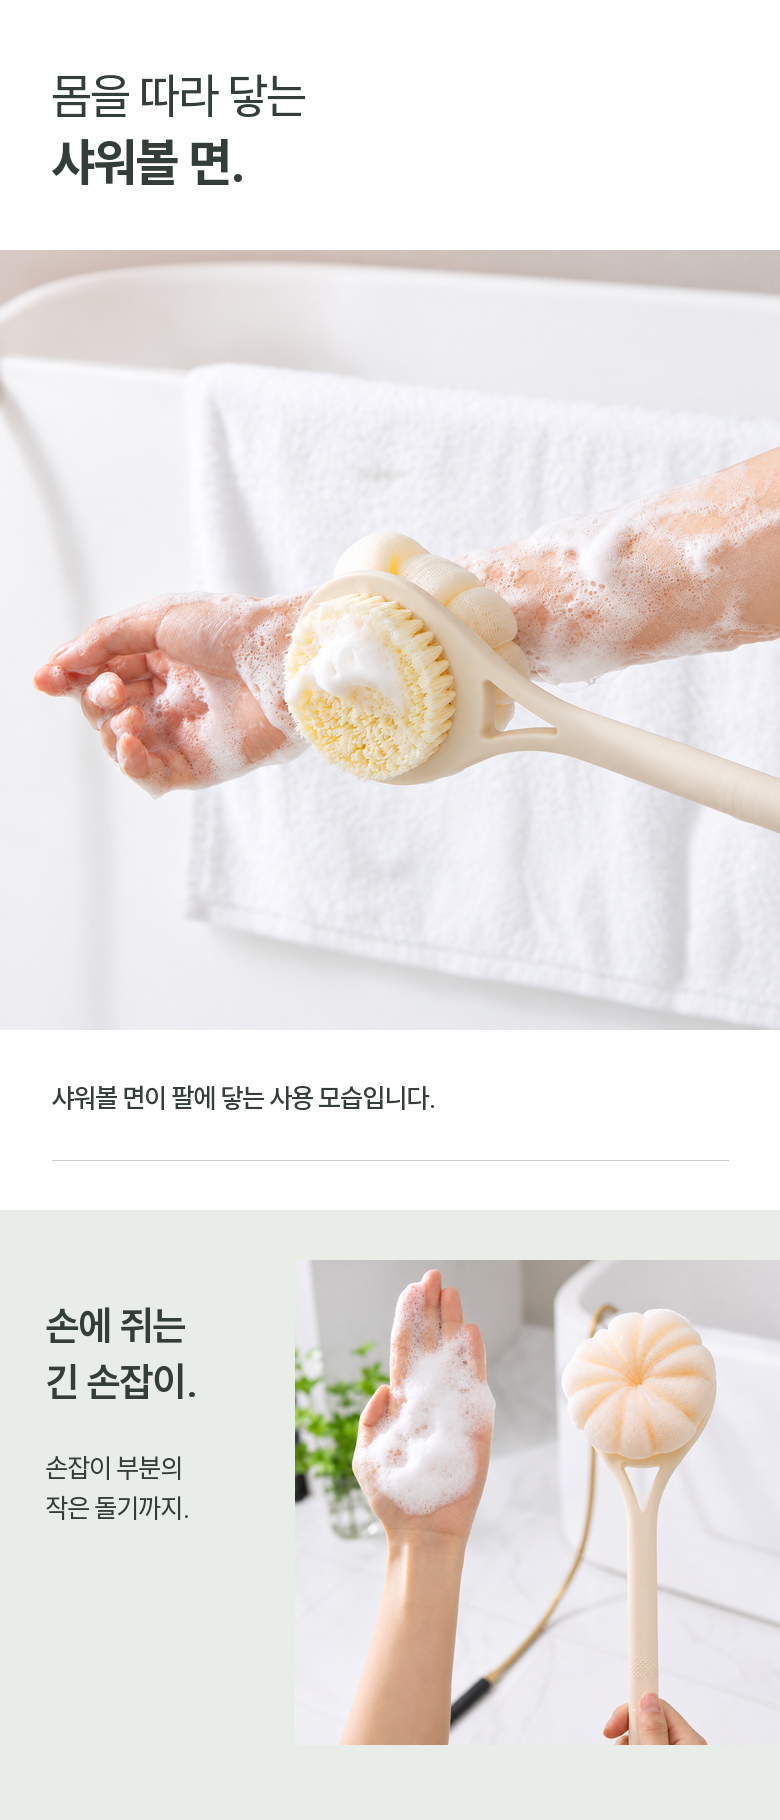 몸을 따라 닿는
샤워볼 면.
샤워볼 면이 팔에 닿는 사용 모습입니다.
손에 쥐는
긴 손잡이.
손잡이 부분의
작은 돌기까지.